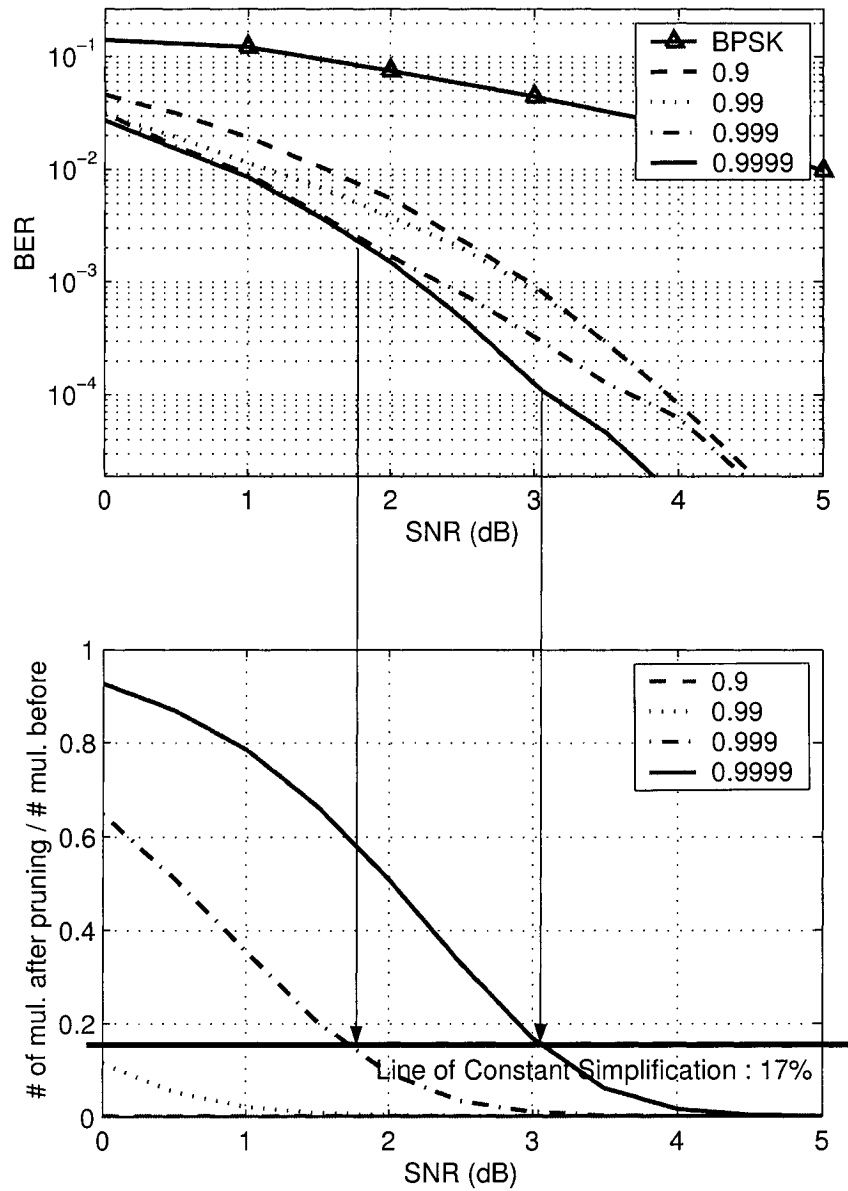 10^-1
10^-2
10^-3
10^-4
BER
BPSK
0.9
0.99
0.999
0.9999
0 1 2 3 4 5
SNR (dB)
1
0.8
0.6
0.4
0.2
0
# of mul. after pruning / # mul. before
0.9
0.99
0.999
0.9999
Line of Constant Simplification : 17%
0 1 2 3 4 5
SNR (dB)